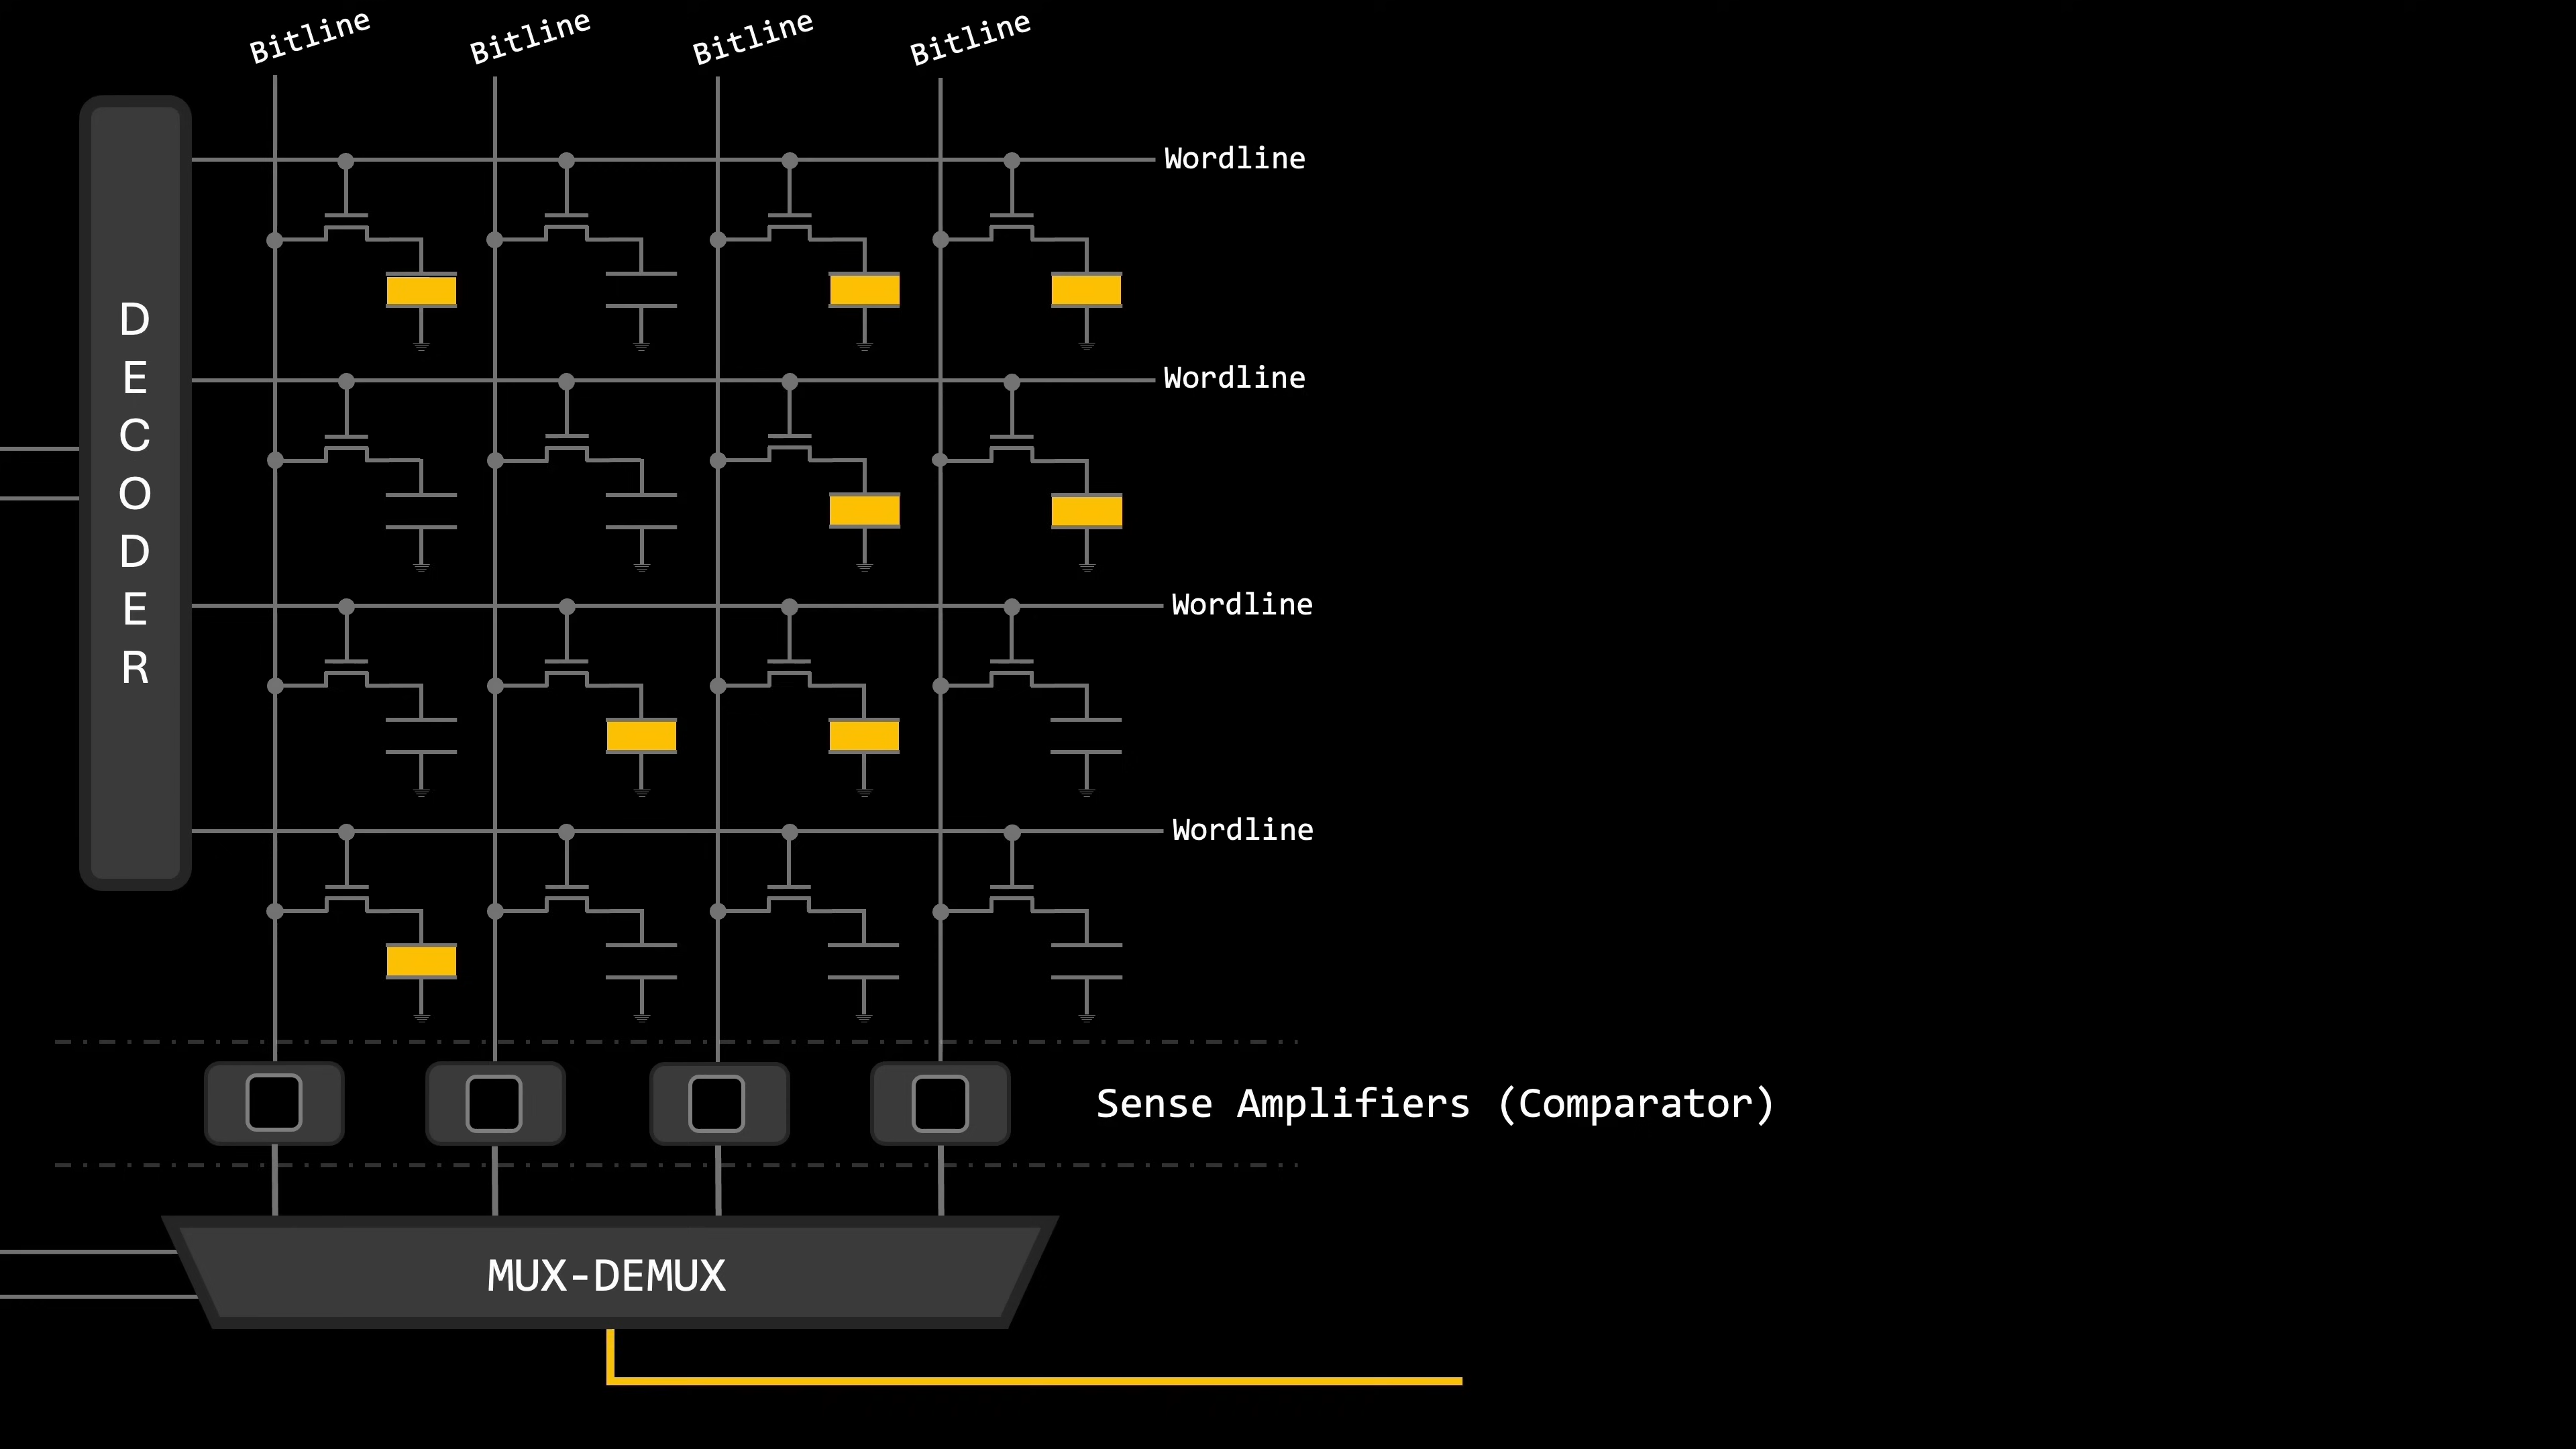 Bitline
Bitline
Bitline
Bitline
Wordline
DECODER
Wordline
Wordline
Wordline
Sense Amplifiers (Comparator)
MUX-DEMUX